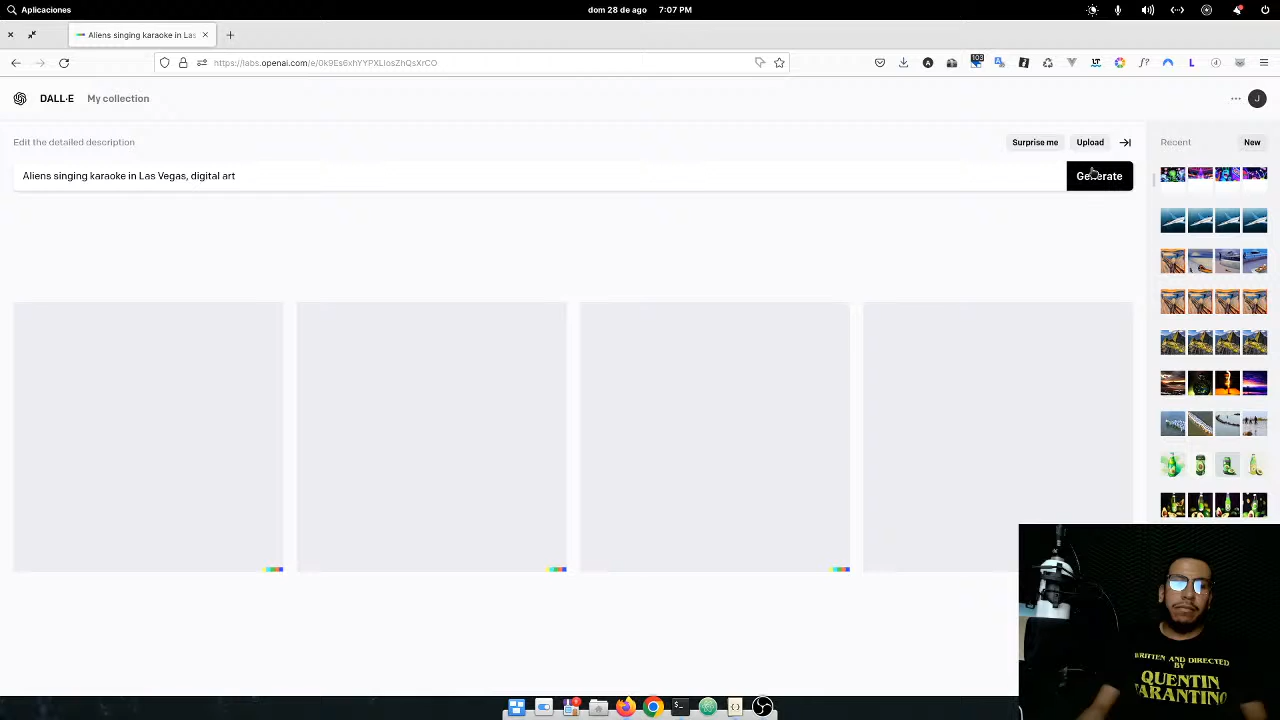 Aplicaciones
dom 28 de ago 7:07 PM
Aliens singing karaoke in Las
https://labs.openai.com/e/0k9Es6xhYYPXLIosZhQsXrCO
103
DALL·E
My collection
J
Edit the detailed description
Surprise me
Upload
Recent
New
Aliens singing karaoke in Las Vegas, digital art
Generate
WRITTEN AND DIRECTED
BY
QUENTIN
TARANTINO